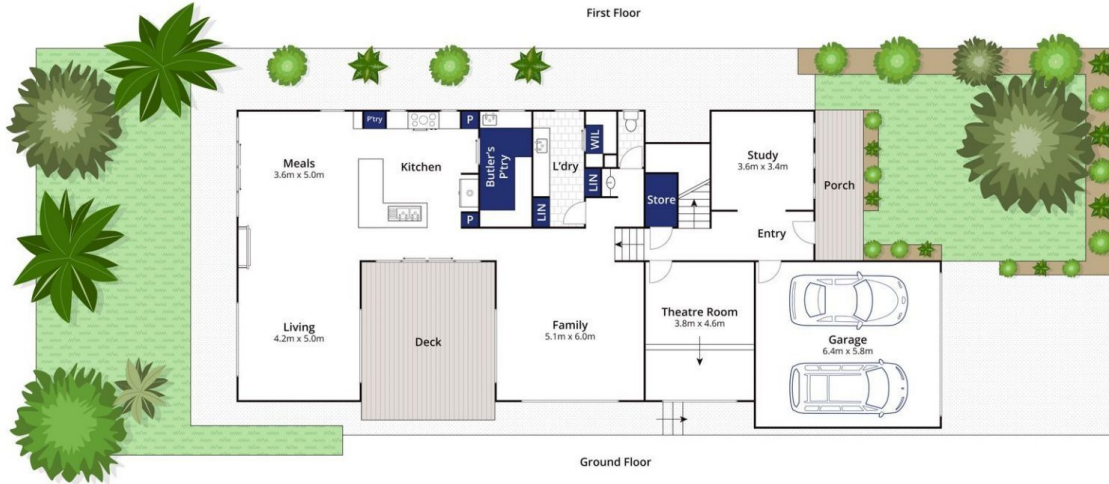 First Floor
P'try
P
Butler's
P'try
L'dry
WIL
LIN
LIN
P
Meals
3.6m x 5.0m
Kitchen
Store
Study
3.6m x 3.4m
Porch
Entry
Living
4.2m x 5.0m
Deck
Family
5.1m x 6.0m
Theatre Room
3.8m x 4.6m
Garage
6.4m x 5.8m
Ground Floor